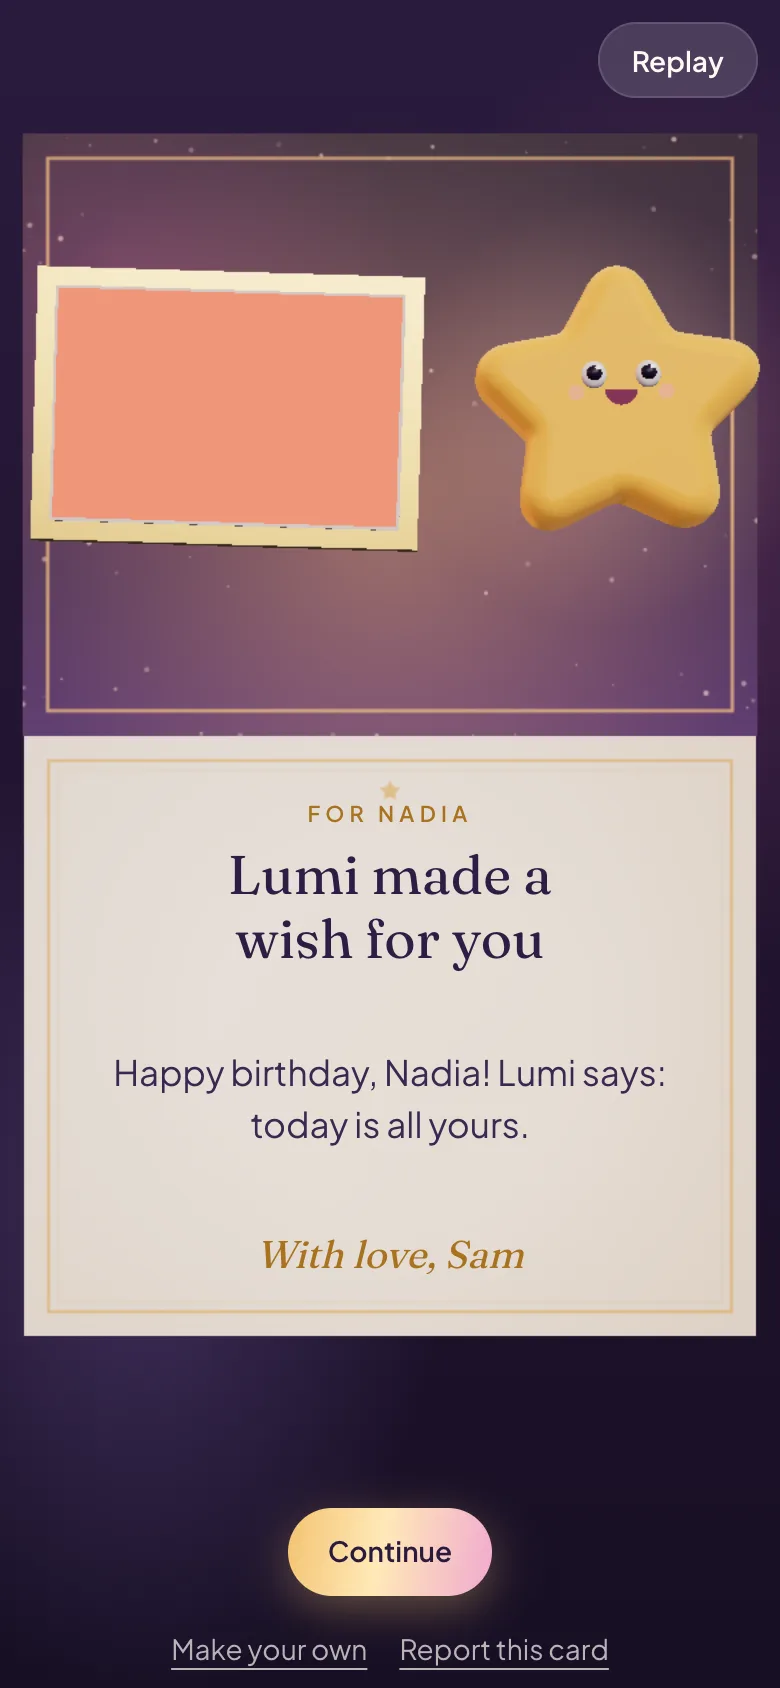 Replay
FOR NADIA
Lumi made a
wish for you
Happy birthday, Nadia! Lumi says:
today is all yours.
With love, Sam
Continue
Make your own Report this card